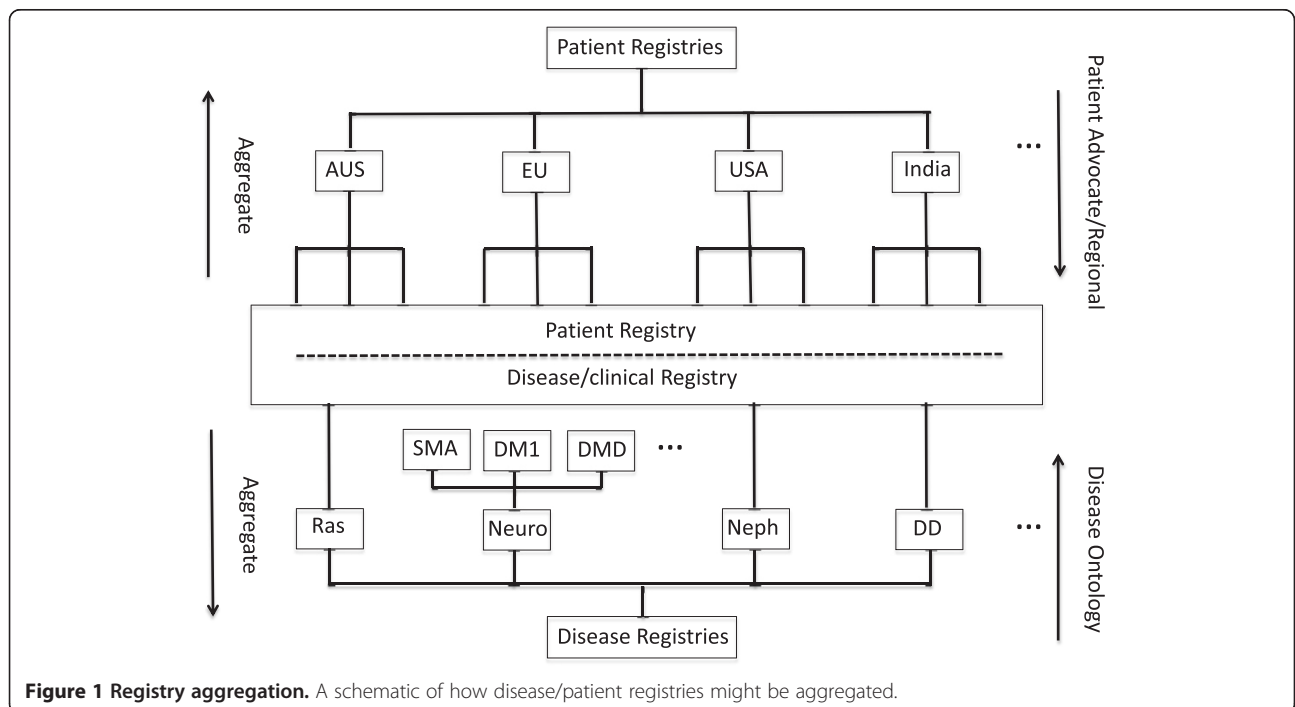 Patient Registries
Aggregate
Patient Advocate/Regional
AUS
EU
USA
India
...
Patient Registry
Disease/clinical Registry
Aggregate
Disease Ontology
SMA
DM1
DMD
...
Ras
Neuro
Neph
DD
...
Disease Registries
Figure 1 Registry aggregation. A schematic of how disease/patient registries might be aggregated.